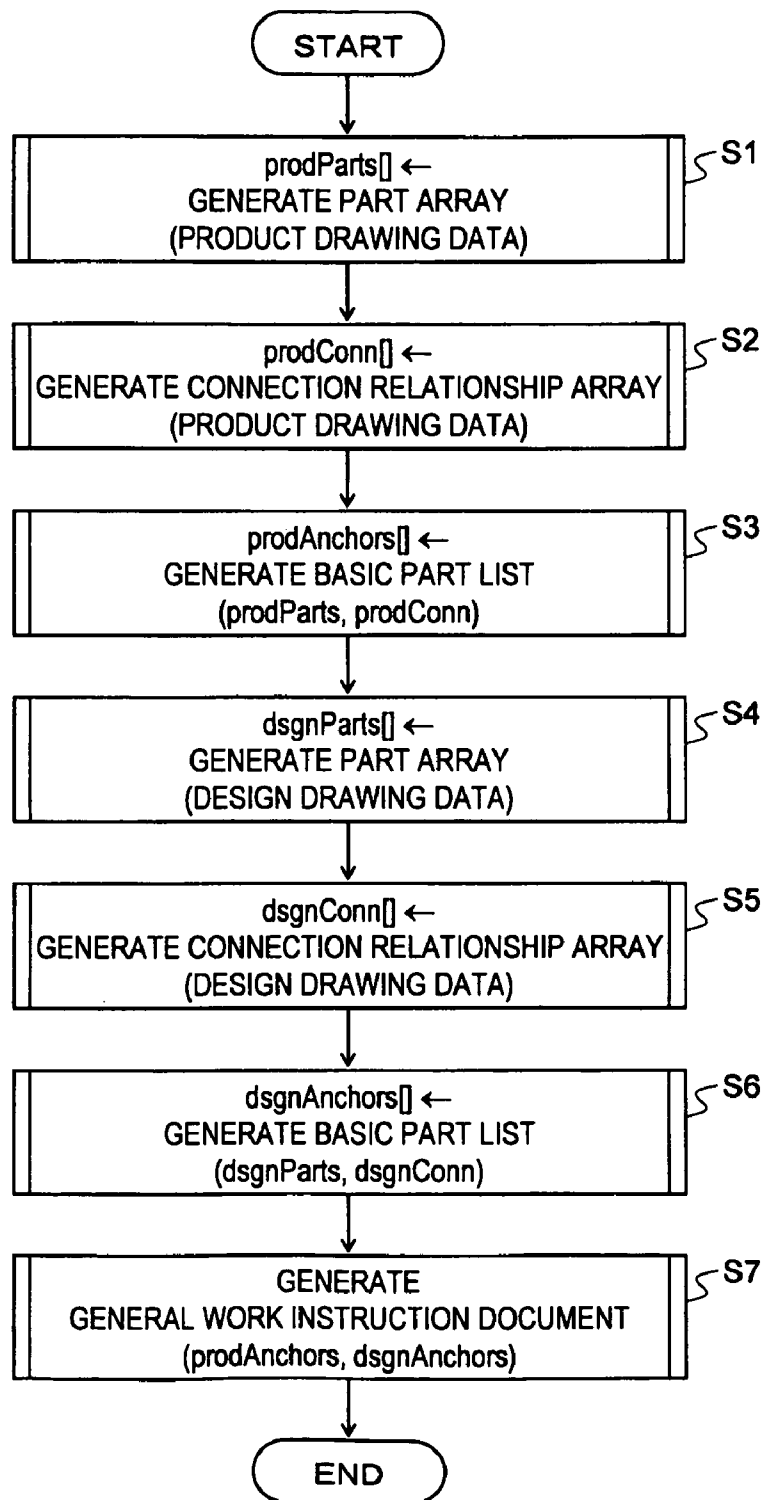 START
prodParts[] ←
GENERATE PART ARRAY
(PRODUCT DRAWING DATA)
S1
prodConn[] ←
GENERATE CONNECTION RELATIONSHIP ARRAY
(PRODUCT DRAWING DATA)
S2
prodAnchors[] ←
GENERATE BASIC PART LIST
(prodParts, prodConn)
S3
dsgnParts[] ←
GENERATE PART ARRAY
(DESIGN DRAWING DATA)
S4
dsgnConn[] ←
GENERATE CONNECTION RELATIONSHIP ARRAY
(DESIGN DRAWING DATA)
S5
dsgnAnchors[] ←
GENERATE BASIC PART LIST
(dsgnParts, dsgnConn)
S6
GENERATE
GENERAL WORK INSTRUCTION DOCUMENT
(prodAnchors, dsgnAnchors)
S7
END